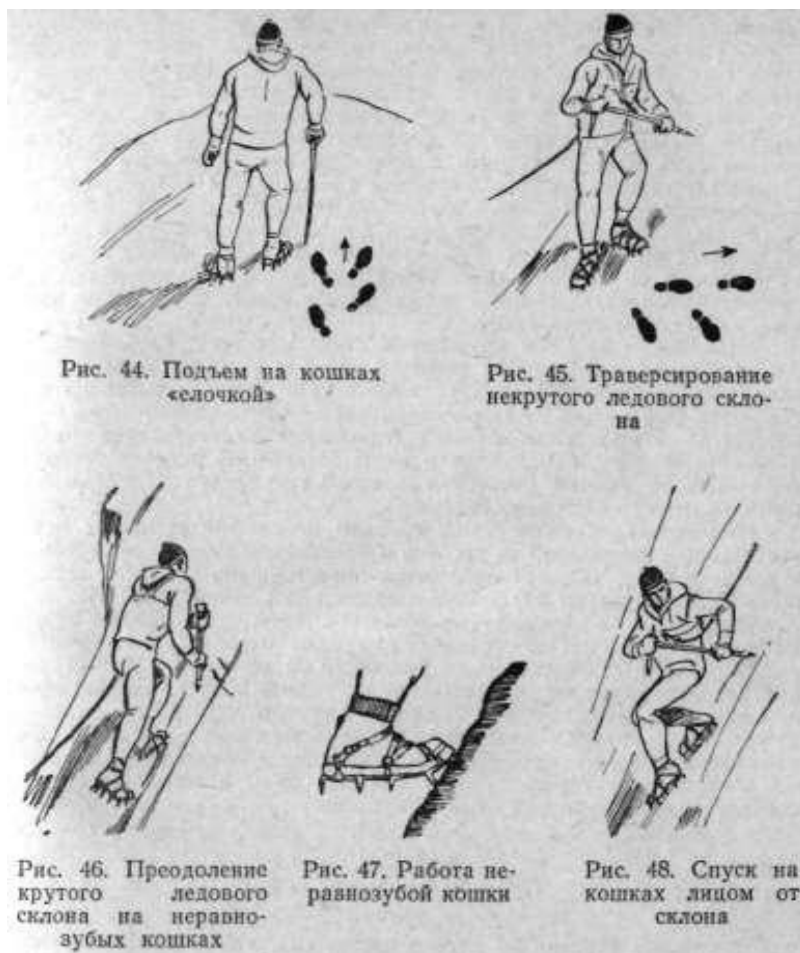 Рис. 44. Подъем на кошках
«елочкой»
Рис. 45. Траверсирование
некрутого ледового скло-
на
Рис. 46. Преодоление
крутого ледового
склона на неравно-
зубых кошках
Рис. 47. Работа не-
равнозубой кошки
Рис. 48. Спуск на
кошках лицом от
склона